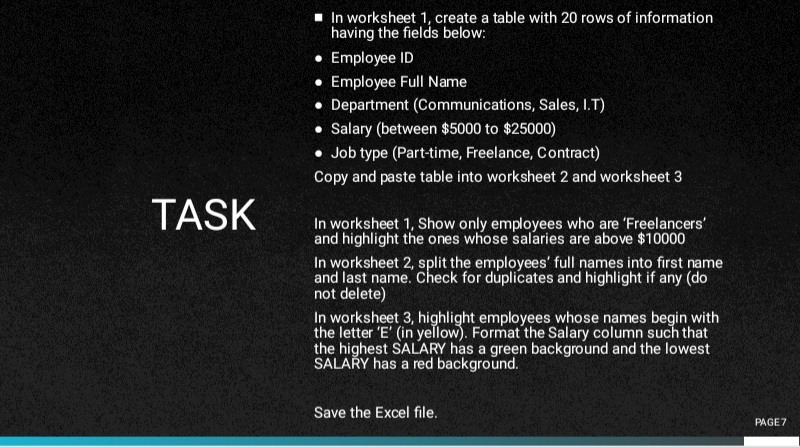 ■ In worksheet 1, create a table with 20 rows of information
having the fields below:
● Employee ID
● Employee Full Name
● Department (Communications, Sales, I.T)
● Salary (between $5000 to $25000)
● Job type (Part-time, Freelance, Contract)
Copy and paste table into worksheet 2 and worksheet 3
TASK
In worksheet 1, Show only employees who are ‘Freelancers’
and highlight the ones whose salaries are above $10000
In worksheet 2, split the employees’ full names into first name
and last name. Check for duplicates and highlight if any (do
not delete)
In worksheet 3, highlight employees whose names begin with
the letter ‘E’ (in yellow). Format the Salary column such that
the highest SALARY has a green background and the lowest
SALARY has a red background.
Save the Excel file.
PAGE 7